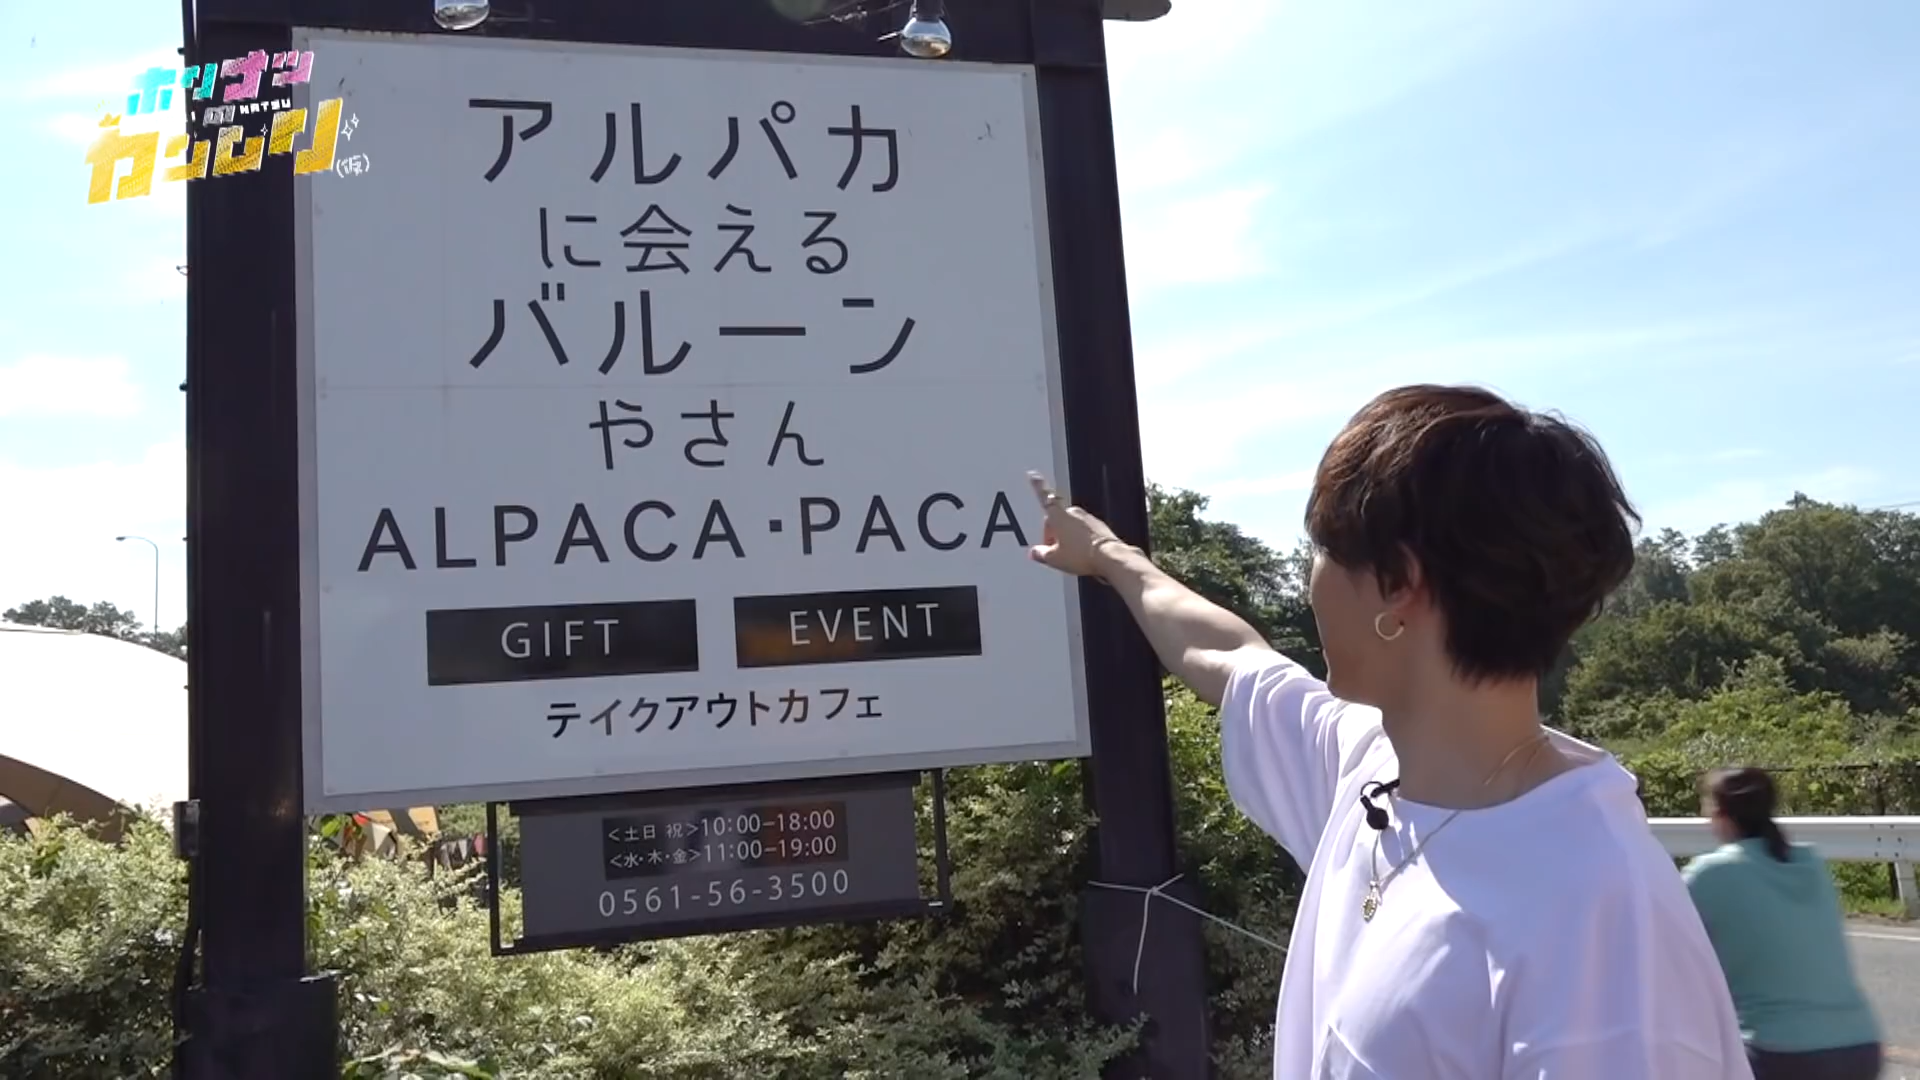 アルパカ
に会える
バルーン
やさん
ALPACA・PACA
GIFT
EVENT
テイクアウトカフェ
<土日 祝>10:00−18:00
<水・木・金>11:00−19:00
0561-56-3500
(仮)